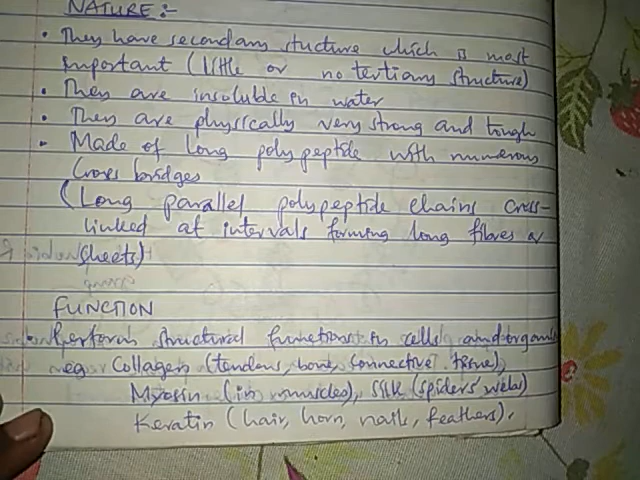 NATURE:-
• They have secondary stucture which is most
important (little or no tertiary structure)
• They are insoluble in water
• They are physically very strong and tough
• Made of long polypeptide with numerous
Cross bridges
(Long parallel polypeptide chains cross-
linked at intervals forming long fibres or
sheets)
FUNCTION
Perform structural functions in cells and organis
eg Collagen (tendons, bone, connective tissue),
Myosin (in muscles), Silk (spiders' webs)
Keratin (hair, horn, nails, feathers).